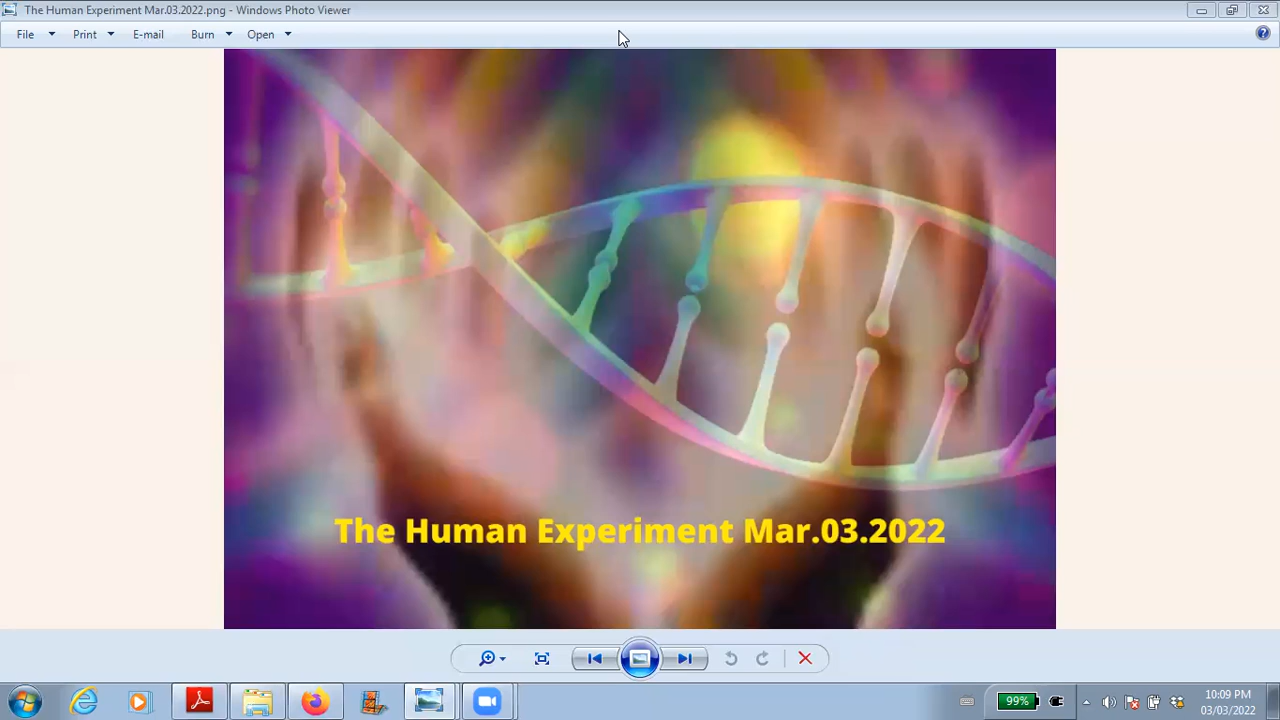 The Human Experiment Mar.03.2022.png - Windows Photo Viewer
File Print E-mail Burn Open
The Human Experiment Mar.03.2022
99%
10:09 PM
03/03/2022